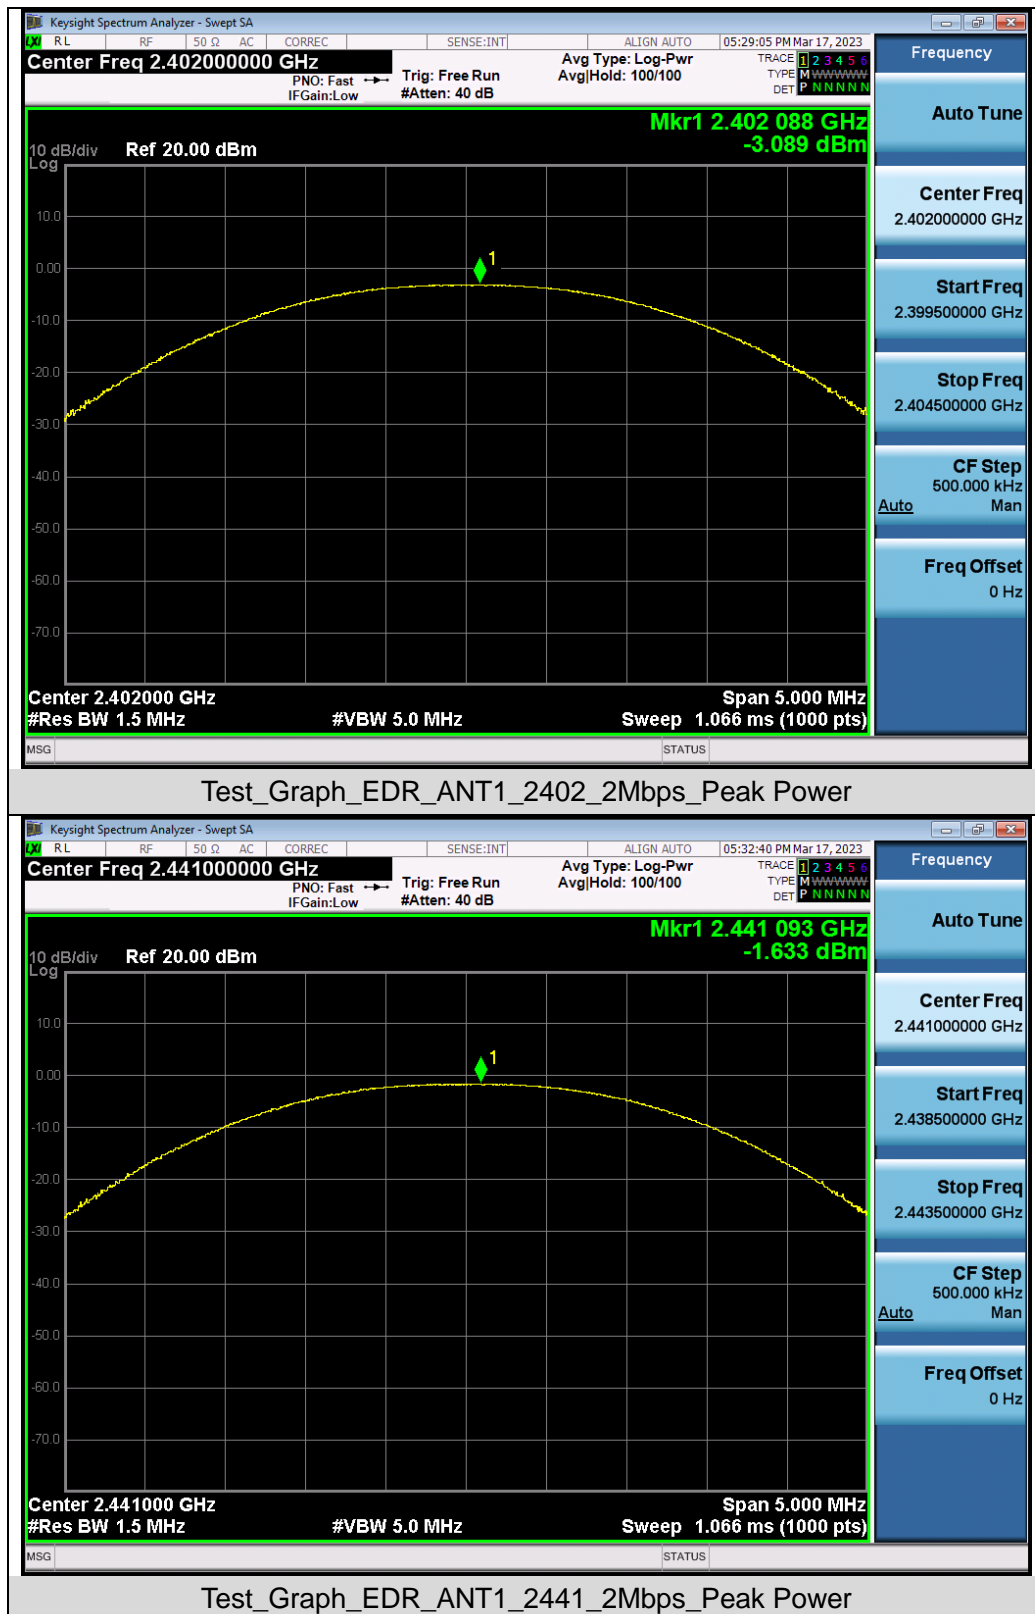 Keysight Spectrum Analyzer - Swept SA
LXI RL RF 50 Ω AC CORREC SENSE:INT ALIGN AUTO 05:29:05 PM Mar 17, 2023
Center Freq 2.402000000 GHz
PNO: Fast
IFGain:Low
Trig: Free Run
#Atten: 40 dB
Avg Type: Log-Pwr
Avg|Hold: 100/100
TRACE 1 2 3 4 5 6
TYPE M WWWWW
DET P N N N N N
Mkr1 2.402 088 GHz
-3.089 dBm
10 dB/div
Log
Ref 20.00 dBm
10.0
0.00
-10.0
-20.0
-30.0
-40.0
-50.0
-60.0
-70.0
1
Center 2.402000 GHz
Span 5.000 MHz
#Res BW 1.5 MHz
#VBW 5.0 MHz
Sweep 1.066 ms (1000 pts)
MSG
STATUS
Frequency
Auto Tune
Center Freq
2.402000000 GHz
Start Freq
2.399500000 GHz
Stop Freq
2.404500000 GHz
CF Step
500.000 kHz
Auto Man
Freq Offset
0 Hz
Test_Graph_EDR_ANT1_2402_2Mbps_Peak Power
Keysight Spectrum Analyzer - Swept SA
LXI RL RF 50 Ω AC CORREC SENSE:INT ALIGN AUTO 05:32:40 PM Mar 17, 2023
Center Freq 2.441000000 GHz
PNO: Fast
IFGain:Low
Trig: Free Run
#Atten: 40 dB
Avg Type: Log-Pwr
Avg|Hold: 100/100
TRACE 1 2 3 4 5 6
TYPE M WWWWW
DET P N N N N N
Mkr1 2.441 093 GHz
-1.633 dBm
10 dB/div
Log
Ref 20.00 dBm
10.0
0.00
-10.0
-20.0
-30.0
-40.0
-50.0
-60.0
-70.0
1
Center 2.441000 GHz
Span 5.000 MHz
#Res BW 1.5 MHz
#VBW 5.0 MHz
Sweep 1.066 ms (1000 pts)
MSG
STATUS
Frequency
Auto Tune
Center Freq
2.441000000 GHz
Start Freq
2.438500000 GHz
Stop Freq
2.443500000 GHz
CF Step
500.000 kHz
Auto Man
Freq Offset
0 Hz
Test_Graph_EDR_ANT1_2441_2Mbps_Peak Power